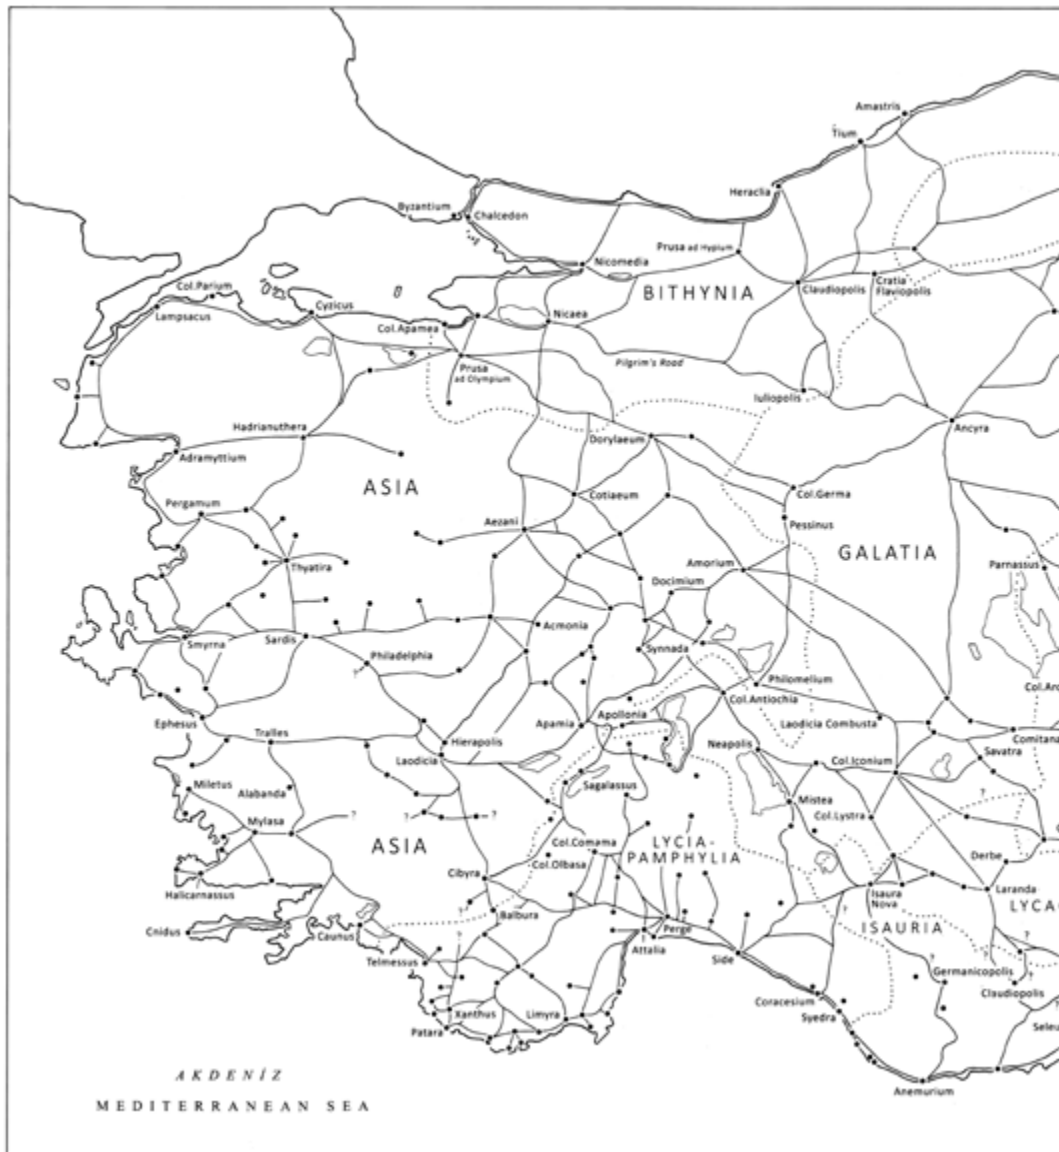 Amastris
Tium
Heraclia
Byzantium
Chalcedon
Prusa ad Hypium
Nicomedia
BITHYNIA
Claudiopolis
Cratia
Flaviopolis
Col.Parium
Lampsacus
Cyzicus
Col.Apamea
Nicaea
Prusa
ad Olympium
Pilgrim's Road
Iuliopolis
Ancyra
Hadrianuthera
Dorylaeum
Adramyttium
ASIA
Cotiaeum
Col.Germa
Pergamum
Aezani
Pessinus
GALATIA
Thyatira
Amorium
Parnassus
Docimium
Acmonia
Smyrna
Sardis
Synnada
Philadelphia
?
Philomelium
Col.Antiochia
Ephesus
Apamia
Apollonia
Laodicia Combusta
Tralles
Hierapolis
Neapolis
Comitana
Savatra
Laodicia
Col.Iconium
Miletus
Alabanda
Sagalassus
Mistea
?
Mylasa
?
?
?
Col.Lystra
ASIA
Col.Comama
LYCIA-
PAMPHYLIA
Col.Olbasa
Derbe
Cibyra
Halicarnassus
Isaura
Nova
Laranda
?
Balbura
?
LYCA
Cnidus
Caunus
?
Perge
ISAURIA
?
Attalia
Side
?
?
Telmessus
Germanicopolis
?
Coracesium
Claudiopolis
?
Xanthus
Limyra
Syedra
Patara
Seleu
AKDENİZ
Anemurium
MEDITERRANEAN SEA